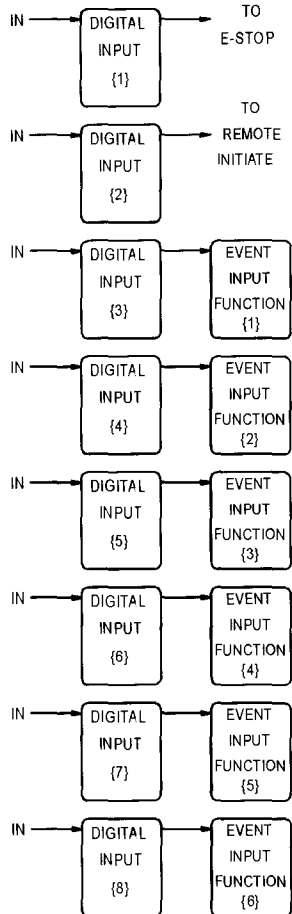 IN
DIGITAL
INPUT
{1}
TO
E-STOP
IN
DIGITAL
INPUT
{2}
TO
REMOTE
INITIATE
IN
DIGITAL
INPUT
{3}
EVENT
INPUT
FUNCTION
{1}
IN
DIGITAL
INPUT
{4}
EVENT
INPUT
FUNCTION
{2}
IN
DIGITAL
INPUT
{5}
EVENT
INPUT
FUNCTION
{3}
IN
DIGITAL
INPUT
{6}
EVENT
INPUT
FUNCTION
{4}
IN
DIGITAL
INPUT
{7}
EVENT
INPUT
FUNCTION
{5}
IN
DIGITAL
INPUT
{8}
EVENT
INPUT
FUNCTION
{6}